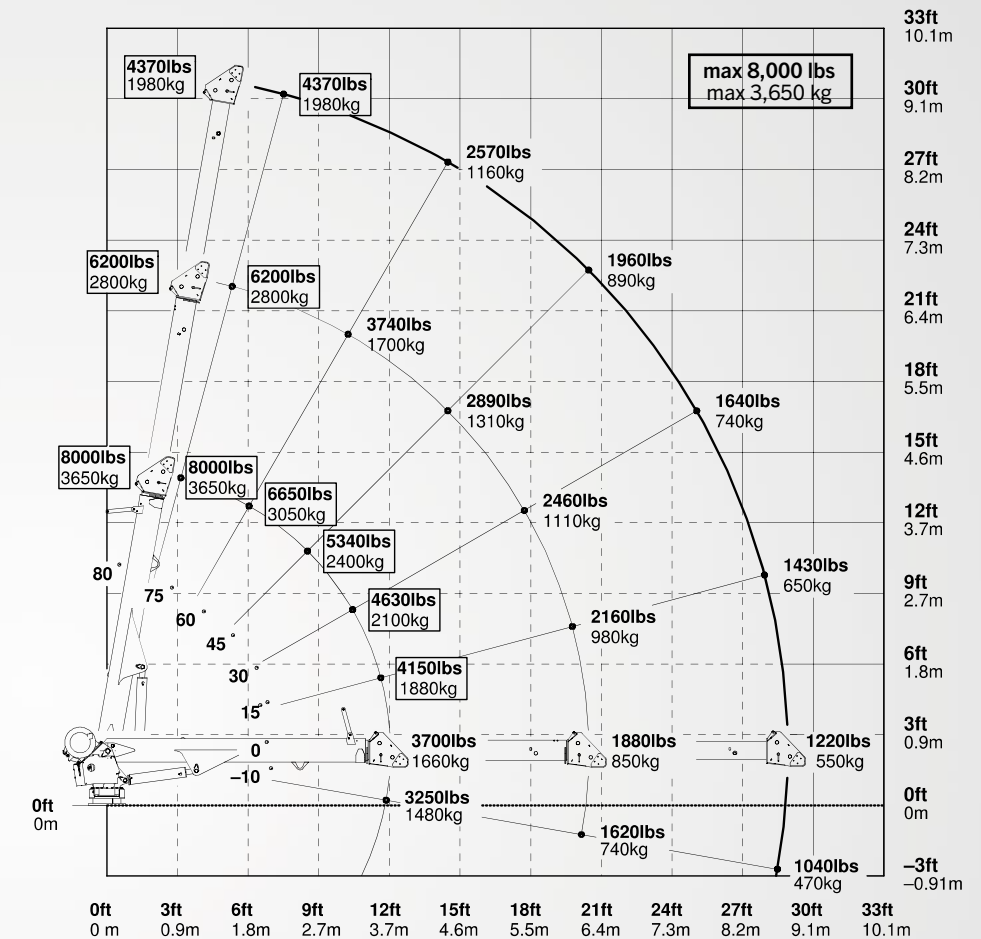 33ft
10.1m
4370lbs
1980kg
4370lbs
1980kg
max 8,000 lbs
max 3,650 kg
30ft
9.1m
2570lbs
1160kg
27ft
8.2m
24ft
7.3m
6200lbs
2800kg
6200lbs
2800kg
1960lbs
890kg
21ft
6.4m
3740lbs
1700kg
18ft
5.5m
2890lbs
1310kg
1640lbs
740kg
15ft
4.6m
8000lbs
3650kg
8000lbs
3650kg
6650lbs
3050kg
2460lbs
1110kg
12ft
3.7m
5340lbs
2400kg
1430lbs
650kg
9ft
2.7m
80
75
60
45
30
15
0
–10
4630lbs
2100kg
2160lbs
980kg
4150lbs
1880kg
6ft
1.8m
3700lbs
1660kg
1880lbs
850kg
1220lbs
550kg
3ft
0.9m
0ft
0m
3250lbs
1480kg
0ft
0m
1620lbs
740kg
1040lbs
470kg
–3ft
–0.91m
0ft 3ft 6ft 9ft 12ft 15ft 18ft 21ft 24ft 27ft 30ft 33ft
0 m 0.9m 1.8m 2.7m 3.7m 4.6m 5.5m 6.4m 7.3m 8.2m 9.1m 10.1m